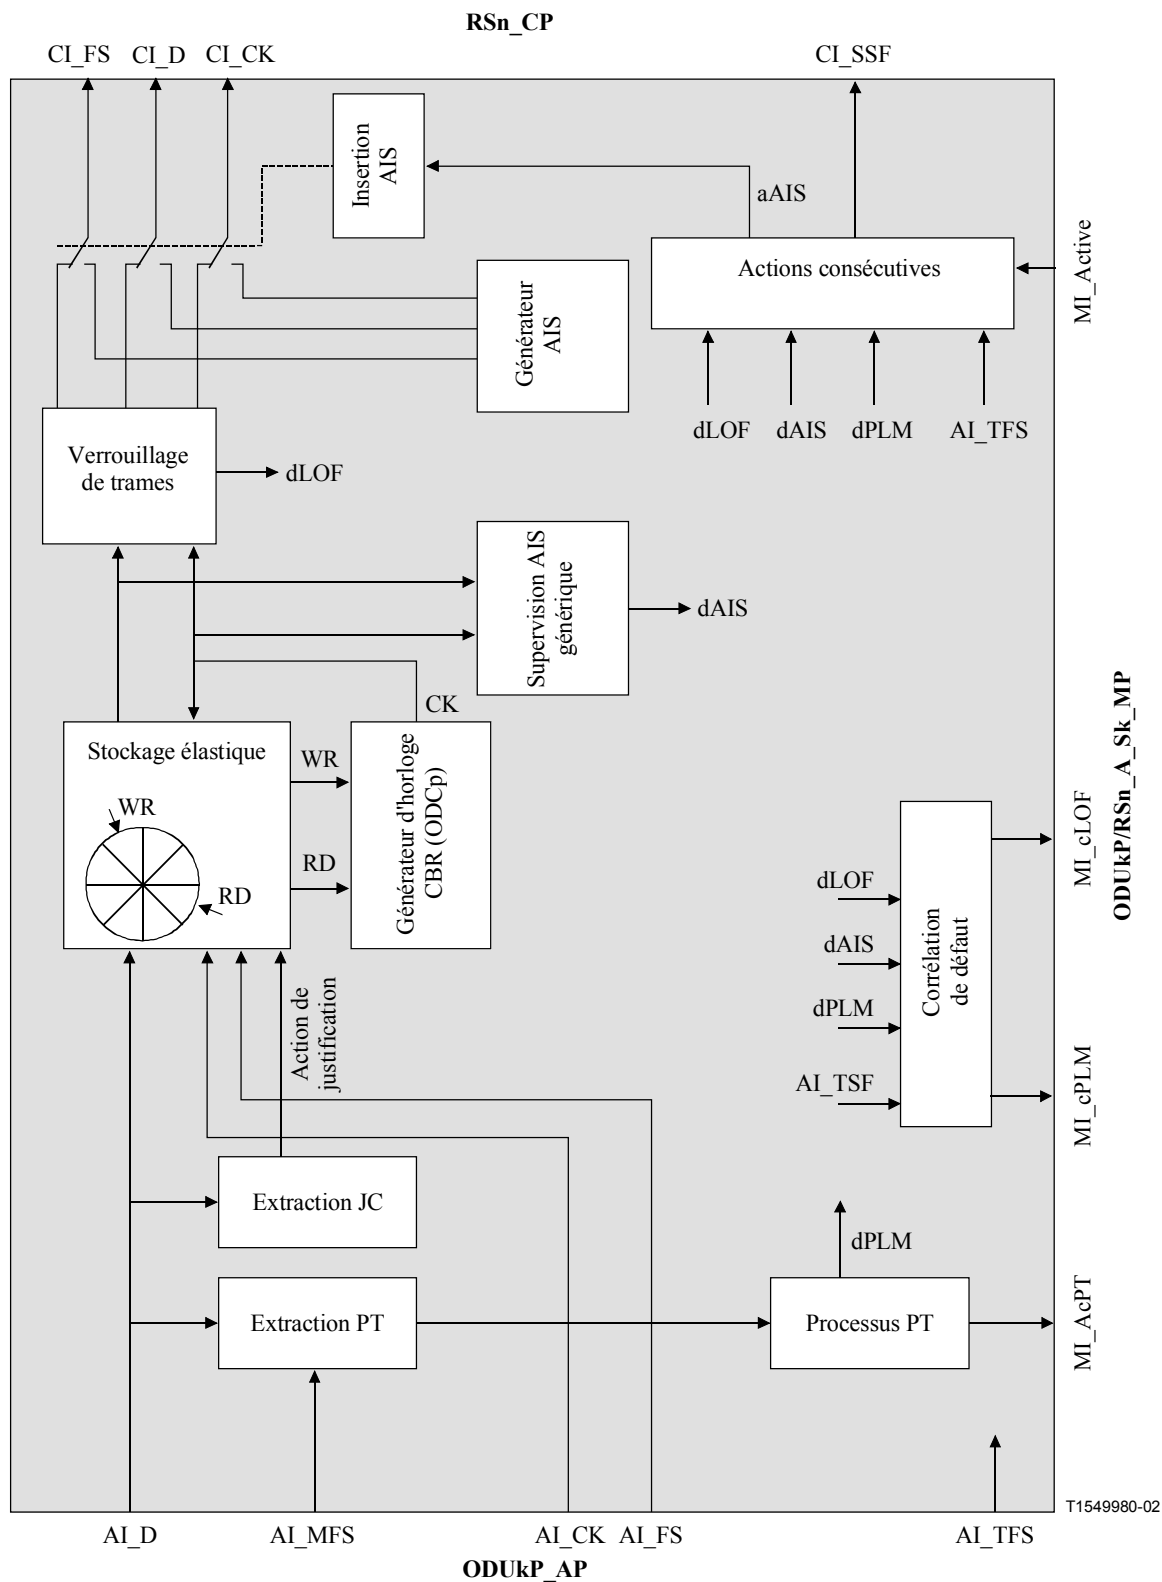 RSn_CP
CI_FS
CI_D
CI_CK
CI_SSF
Insertion
AIS
aAIS
MI_Active
Actions consécutives
Générateur
AIS
dLOF
dAIS
dPLM
AI_TFS
Verrouillage
de trames
dLOF
Supervision AIS
générique
dAIS
CK
Stockage élastique
WR
WR
RD
RD
Générateur d'horloge
CBR (ODCp)
ODUkP/RSn_A_Sk_MP
MI_cLOF
dLOF
dAIS
dPLM
AI_TSF
Corrélation
de défaut
MI_cPLM
Action de
justification
Extraction JC
dPLM
Extraction PT
Processus PT
MI_AcPT
T1549980-02
AI_D
AI_MFS
AI_CK
AI_FS
AI_TFS
ODUkP_AP